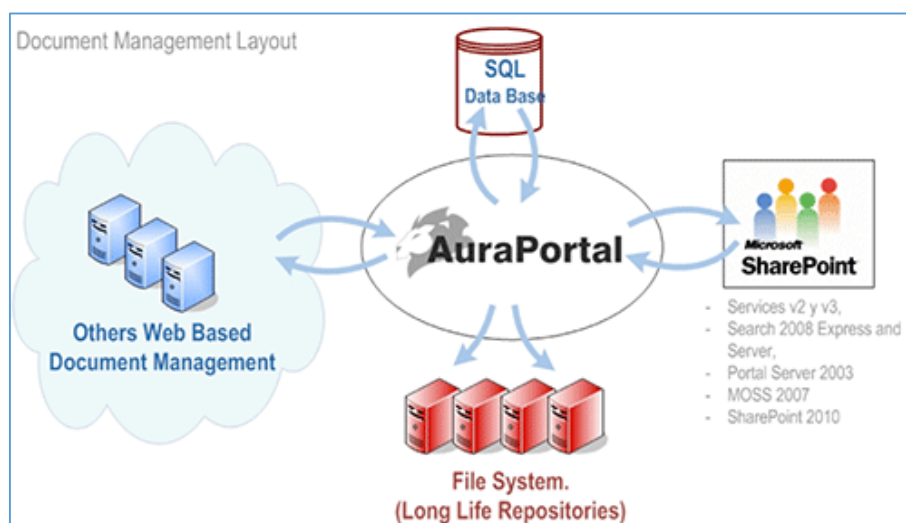 Document Management Layout
SQL
Data Base
AuraPortal
Others Web Based
Document Management
Microsoft
SharePoint
- Services v2 y v3,
- Search 2008 Express and
Server,
- Portal Server 2003
- MOSS 2007
- SharePoint 2010
File System.
(Long Life Repositories)